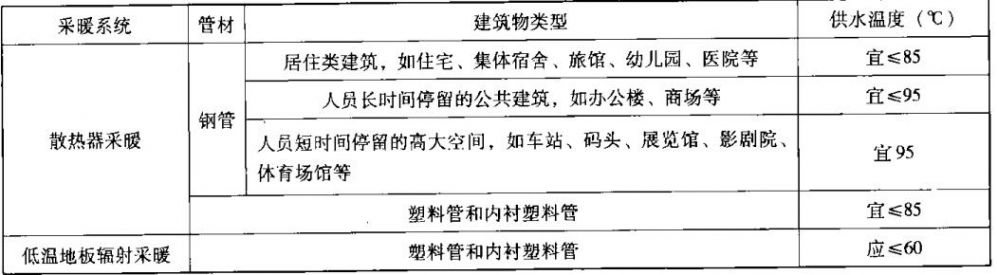 采暖系统 管材 建筑物类型 供水温度（℃）
散热器采暖 钢管 居住类建筑，如住宅、集体宿舍、旅馆、幼儿园、医院等 宜≤85
人员长时间停留的公共建筑，如办公楼、商场等 宜≤95
人员短时间停留的高大空间，如车站、码头、展览馆、影剧院、
体育场馆等 宜95
塑料管和内衬塑料管 宜≤85
低温地板辐射采暖 塑料管和内衬塑料管 应≤60